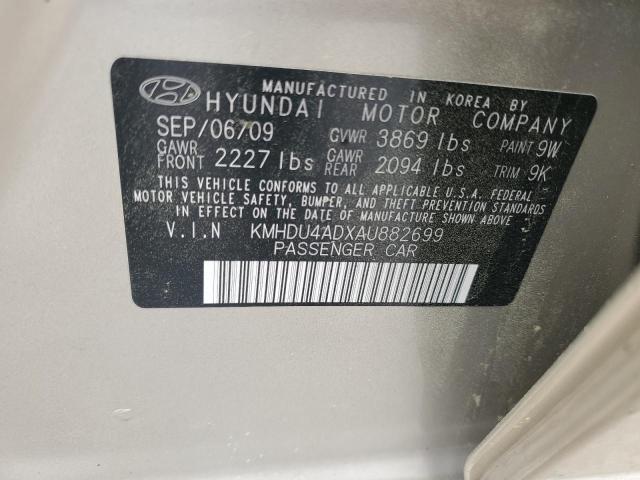 MANUFACTURED IN KOREA BY
HYUNDAI MOTOR COMPANY
SEP/06/09 GVWR 3869 lbs PAINT 9W
GAWR FRONT 2227 lbs GAWR REAR 2094 lbs TRIM 9K
THIS VEHICLE CONFORMS TO ALL APPLICABLE U.S.A. FEDERAL
MOTOR VEHICLE SAFETY, BUMPER, AND THEFT PREVENTION STANDARDS
IN EFFECT ON THE DATE OF MANUFACTURE SHOWN ABOVE
V.I.N KMHDU4ADXAU882699
PASSENGER CAR